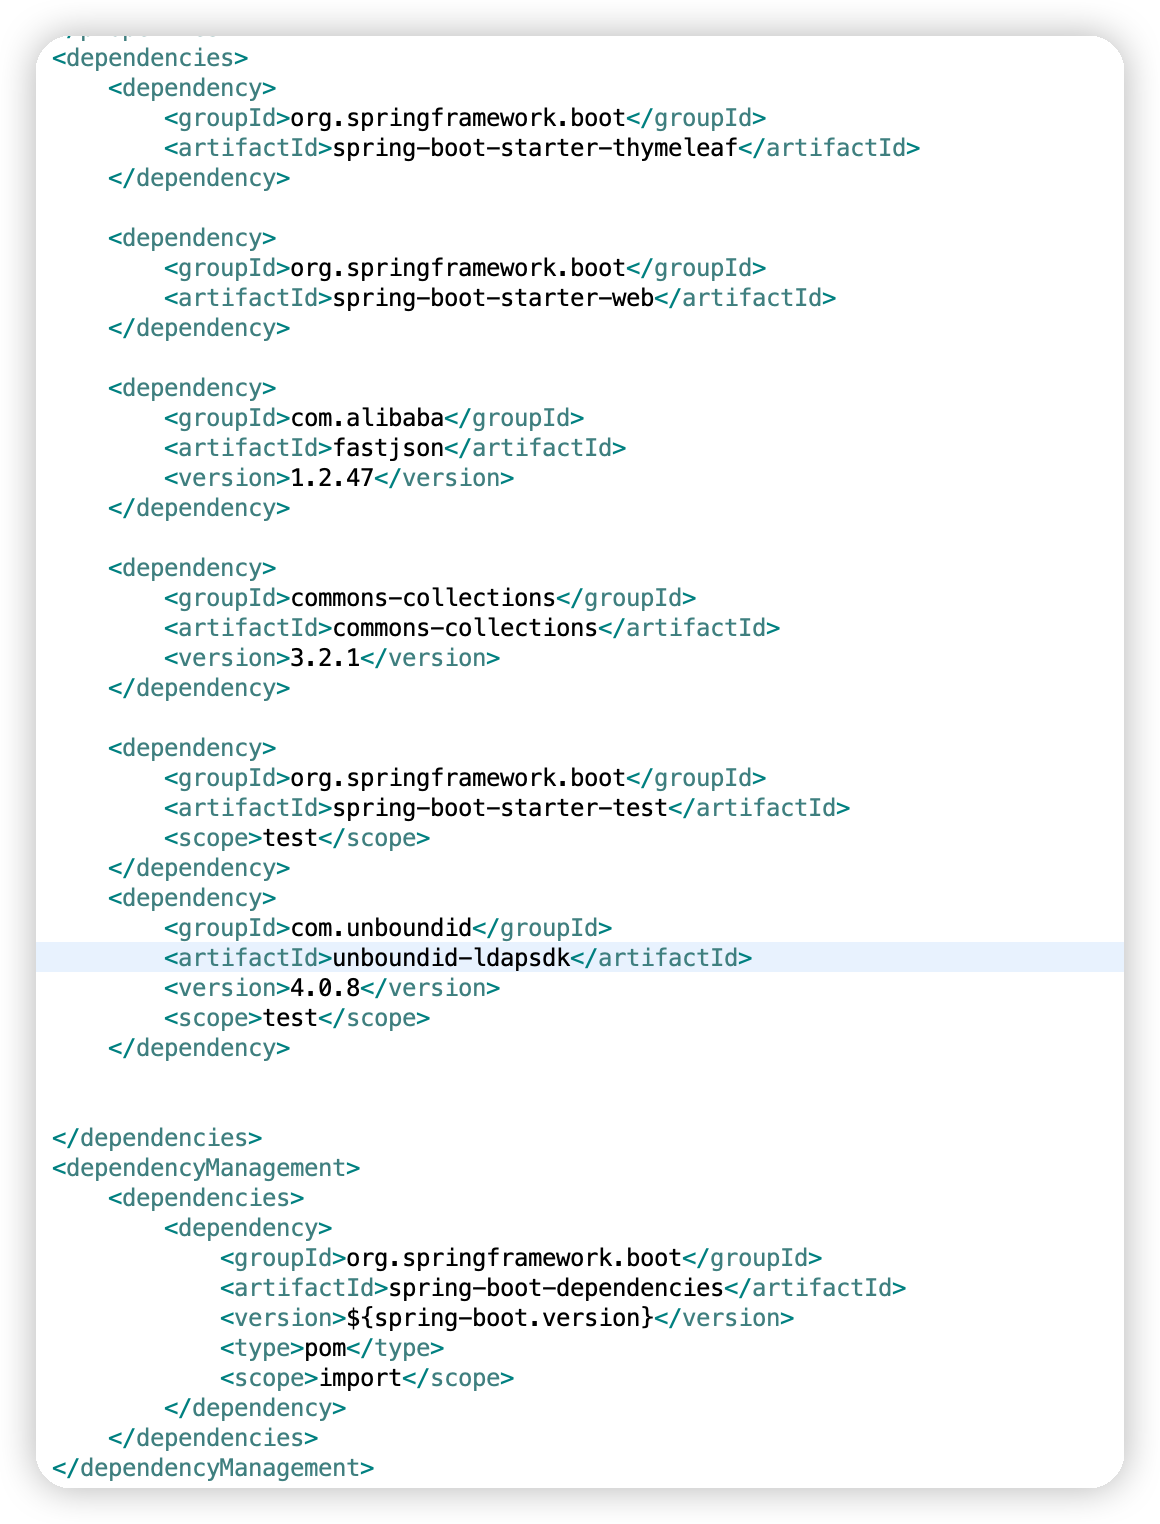 <dependencies>
<dependency>
<groupId>org.springframework.boot</groupId>
<artifactId>spring-boot-starter-thymeleaf</artifactId>
</dependency>
<dependency>
<groupId>org.springframework.boot</groupId>
<artifactId>spring-boot-starter-web</artifactId>
</dependency>
<dependency>
<groupId>com.alibaba</groupId>
<artifactId>fastjson</artifactId>
<version>1.2.47</version>
</dependency>
<dependency>
<groupId>commons-collections</groupId>
<artifactId>commons-collections</artifactId>
<version>3.2.1</version>
</dependency>
<dependency>
<groupId>org.springframework.boot</groupId>
<artifactId>spring-boot-starter-test</artifactId>
<scope>test</scope>
</dependency>
<dependency>
<groupId>com.unboundid</groupId>
<artifactId>unboundid-ldapsdk</artifactId>
<version>4.0.8</version>
<scope>test</scope>
</dependency>
</dependencies>
<dependencyManagement>
<dependencies>
<dependency>
<groupId>org.springframework.boot</groupId>
<artifactId>spring-boot-dependencies</artifactId>
<version>${spring-boot.version}</version>
<type>pom</type>
<scope>import</scope>
</dependency>
</dependencies>
</dependencyManagement>